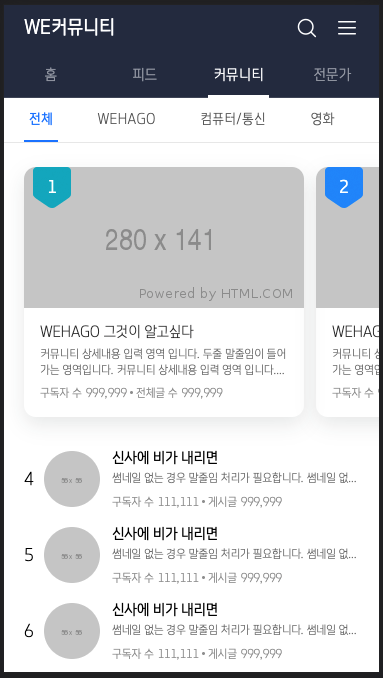 WE커뮤니티
홈 피드 커뮤니티 전문가
전체 WEHAGO 컴퓨터/통신 영화
1 2
280 x 141
Powered by HTML.COM
WEHAGO 그것이 알고싶다 WEHAG
커뮤니티 상세내용 입력 영역 입니다. 두줄 말줄임이 들어 커뮤니티
가는 영역입니다. 커뮤니티 상세내용 입력 영역 입니다.... 가는 영역
구독자 수 999,999 • 전체글 수 999,999 구독자 수
4
신사에 비가 내리면
썸네일 없는 경우 말줄임 처리가 필요합니다. 썸네일 없...
구독자 수 111,111 • 게시글 999,999
5
신사에 비가 내리면
썸네일 없는 경우 말줄임 처리가 필요합니다. 썸네일 없...
구독자 수 111,111 • 게시글 999,999
6
신사에 비가 내리면
썸네일 없는 경우 말줄임 처리가 필요합니다. 썸네일 없...
구독자 수 111,111 • 게시글 999,999